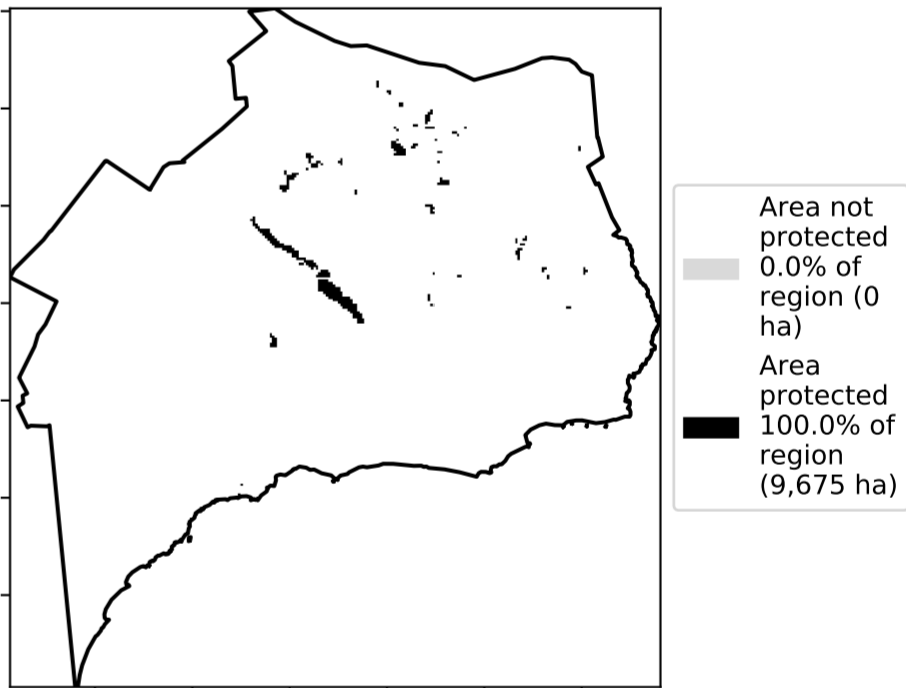 Area not
protected
0.0% of
region (0
ha)
Area
protected
100.0% of
region
(9,675 ha)